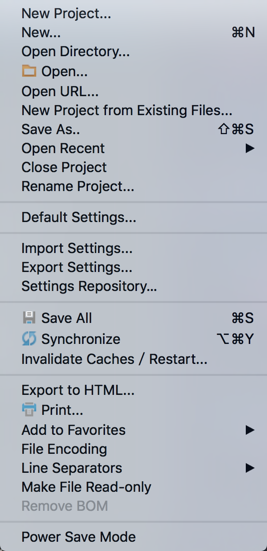 New Project...
New... ⌘N
Open Directory...
Open...
Open URL...
New Project from Existing Files...
Save As.. ⇧⌘S
Open Recent ▶
Close Project
Rename Project...
Default Settings...
Import Settings...
Export Settings...
Settings Repository...
Save All ⌘S
Synchronize ⌥⌘Y
Invalidate Caches / Restart...
Export to HTML...
Print...
Add to Favorites ▶
File Encoding
Line Separators ▶
Make File Read-only
Remove BOM
Power Save Mode